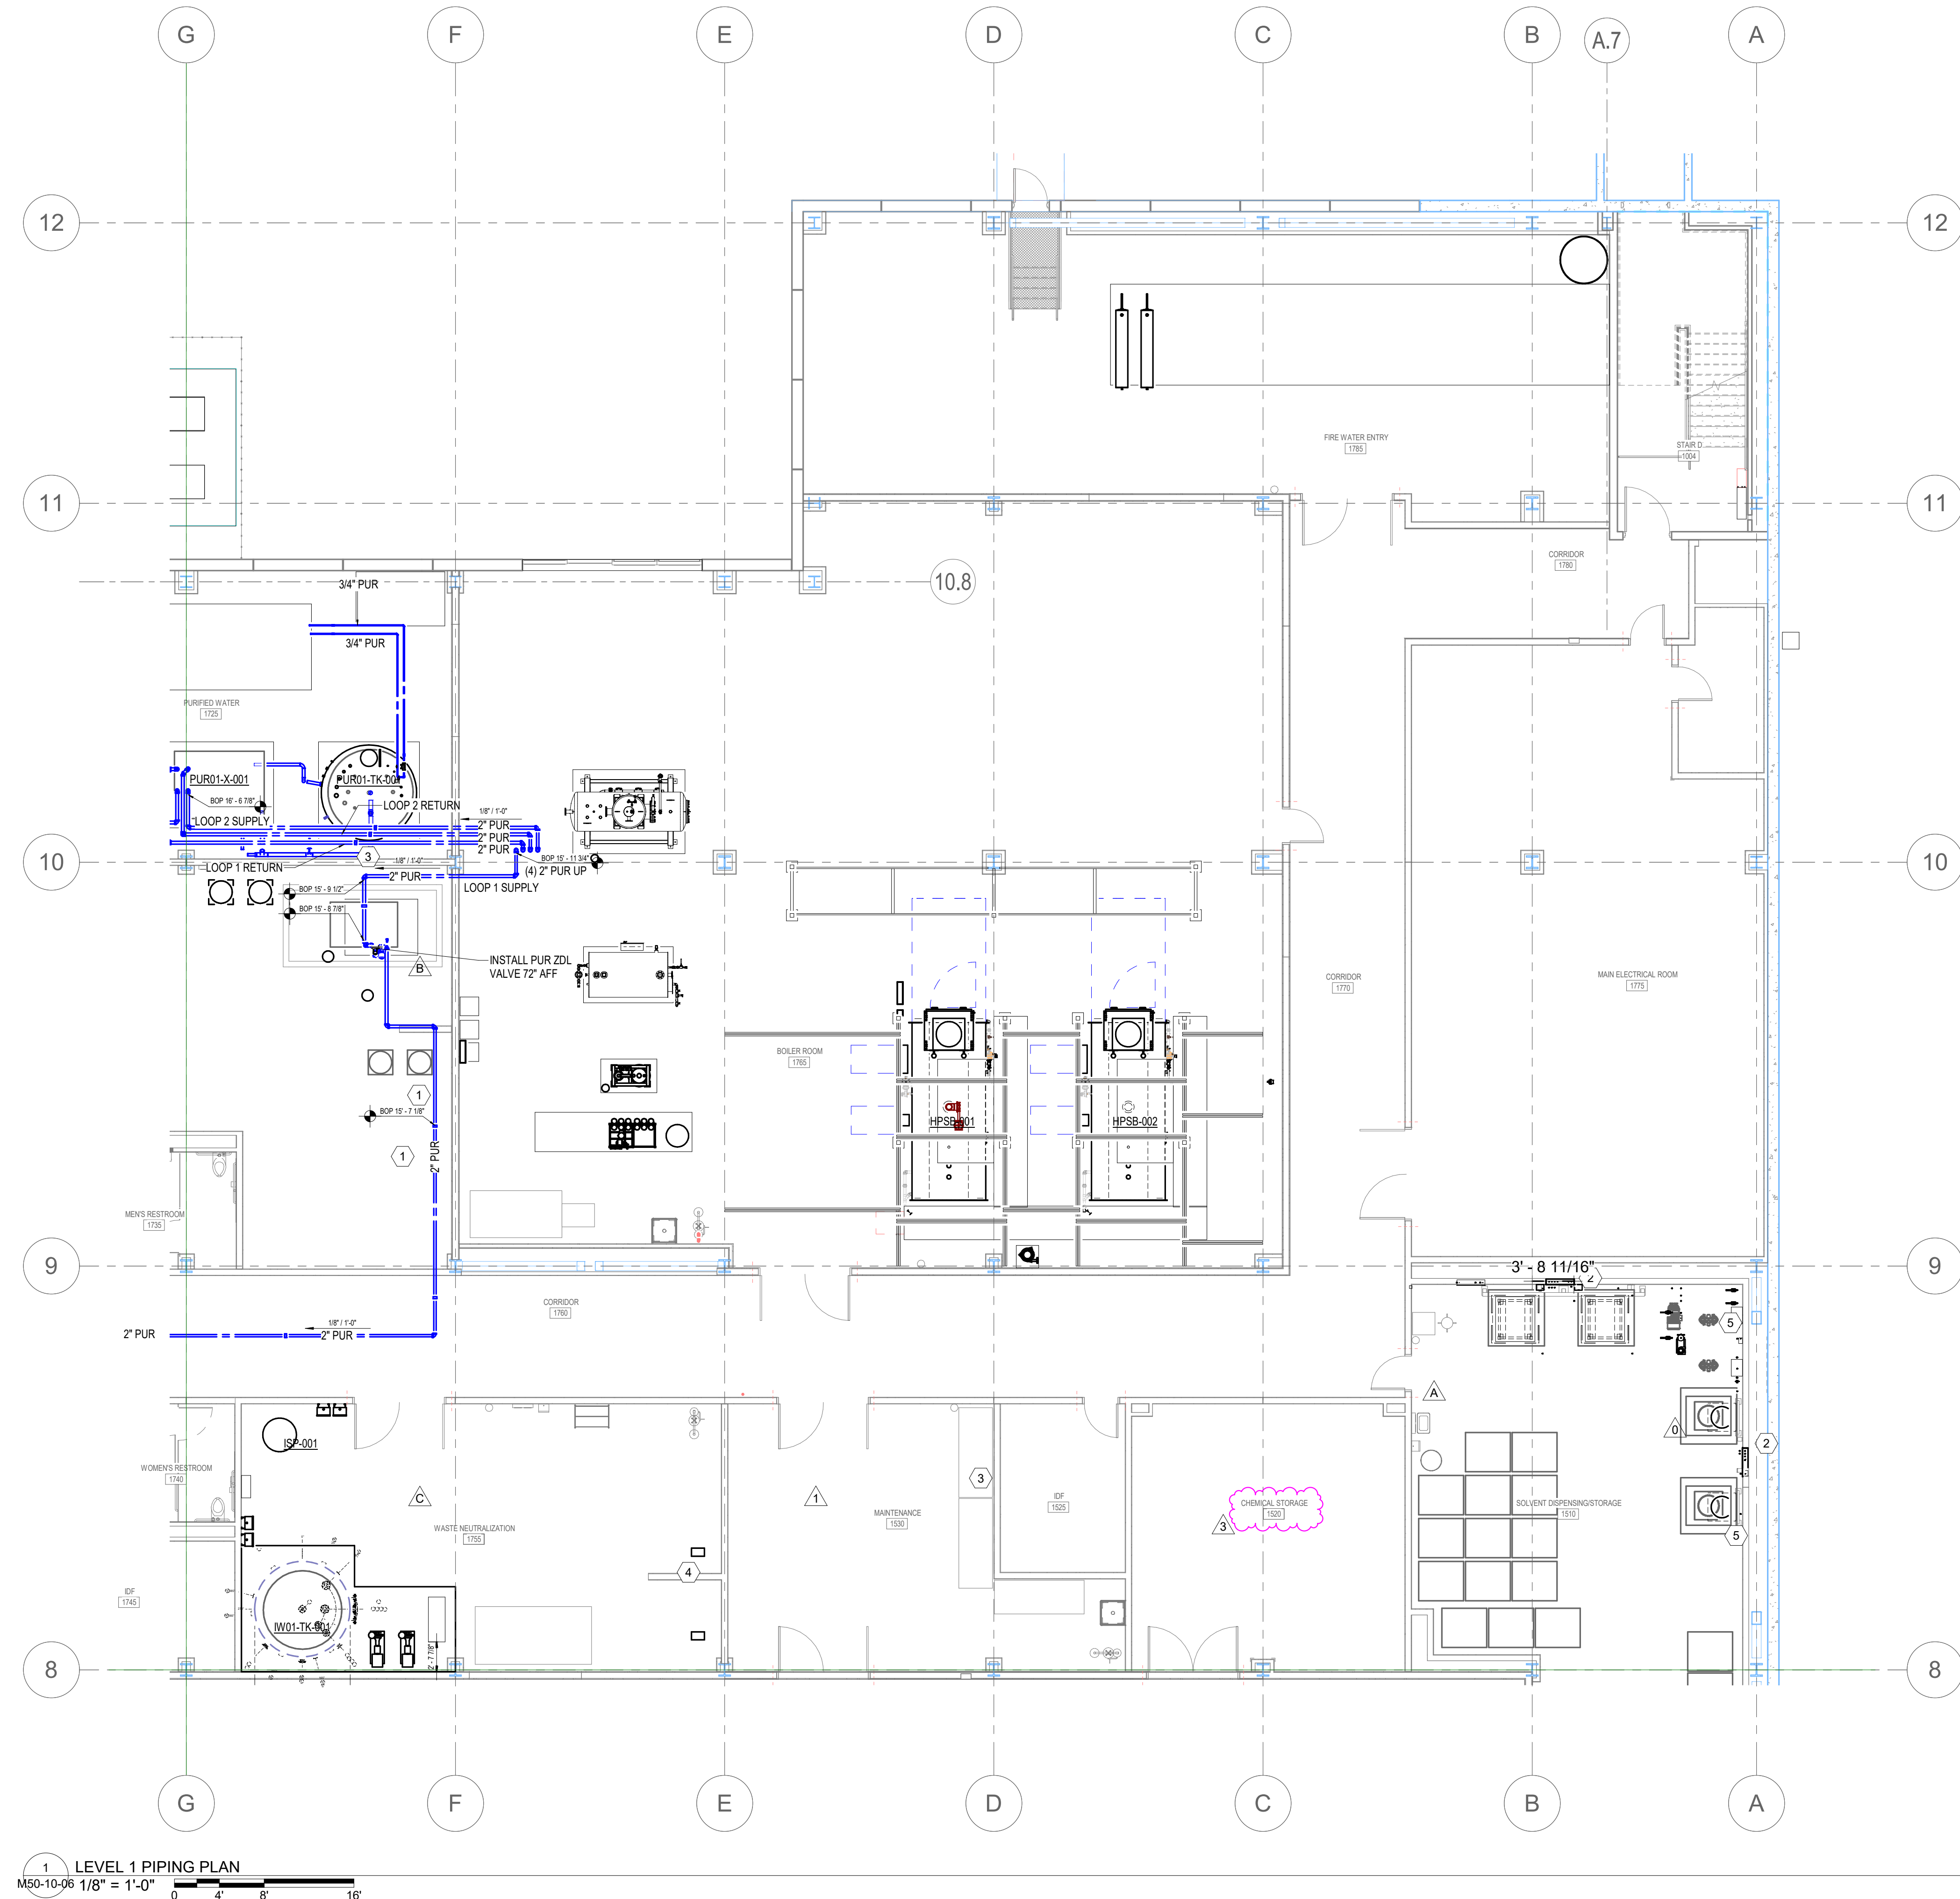 G
F
E
D
C
B
A.7
A
12
12
FIRE WATER ENTRY
1785
STAIR D
1004
11
11
CORRIDOR
1780
10.8
3/4" PUR
3/4" PUR
PURIFIED WATER
1725
PUR01-X-001
PUR01-TK-001
BOP 16' - 6 7/8"
LOOP 2 RETURN
LOOP 2 SUPPLY
1/8" / 1'-0"
2" PUR
2" PUR
2" PUR
3
10
10
LOOP 1 RETURN
1/8" / 1'-0"
2" PUR
BOP 15' - 11 3/4"
(4) 2" PUR UP
LOOP 1 SUPPLY
BOP 15' - 9 1/2"
BOP 15' - 8 7/8"
INSTALL PUR ZDL
VALVE 72" AFF
B
CORRIDOR
1770
MAIN ELECTRICAL ROOM
1775
BOILER ROOM
1765
1
BOP 15' - 7 1/8"
HPSB-001
HPSB-002
1
2" PUR
MEN'S RESTROOM
1735
9
9
3' - 8 11/16"
2
CORRIDOR
1760
5
2" PUR
1/8" / 1'-0"
2" PUR
A
0
2
ISP-001
WOMEN'S RESTROOM
1740
C
WASTE NEUTRALIZATION
1755
1
MAINTENANCE
1530
3
IDF
1525
CHEMICAL STORAGE
1520
3
SOLVENT DISPENSING/STORAGE
1510
5
4
IDF
1745
IW01-TK-001
2' - 7 7/8"
8
8
G
F
E
D
C
B
A
1
LEVEL 1 PIPING PLAN
M50-10-06
1/8" = 1'-0"
0
4'
8'
16'